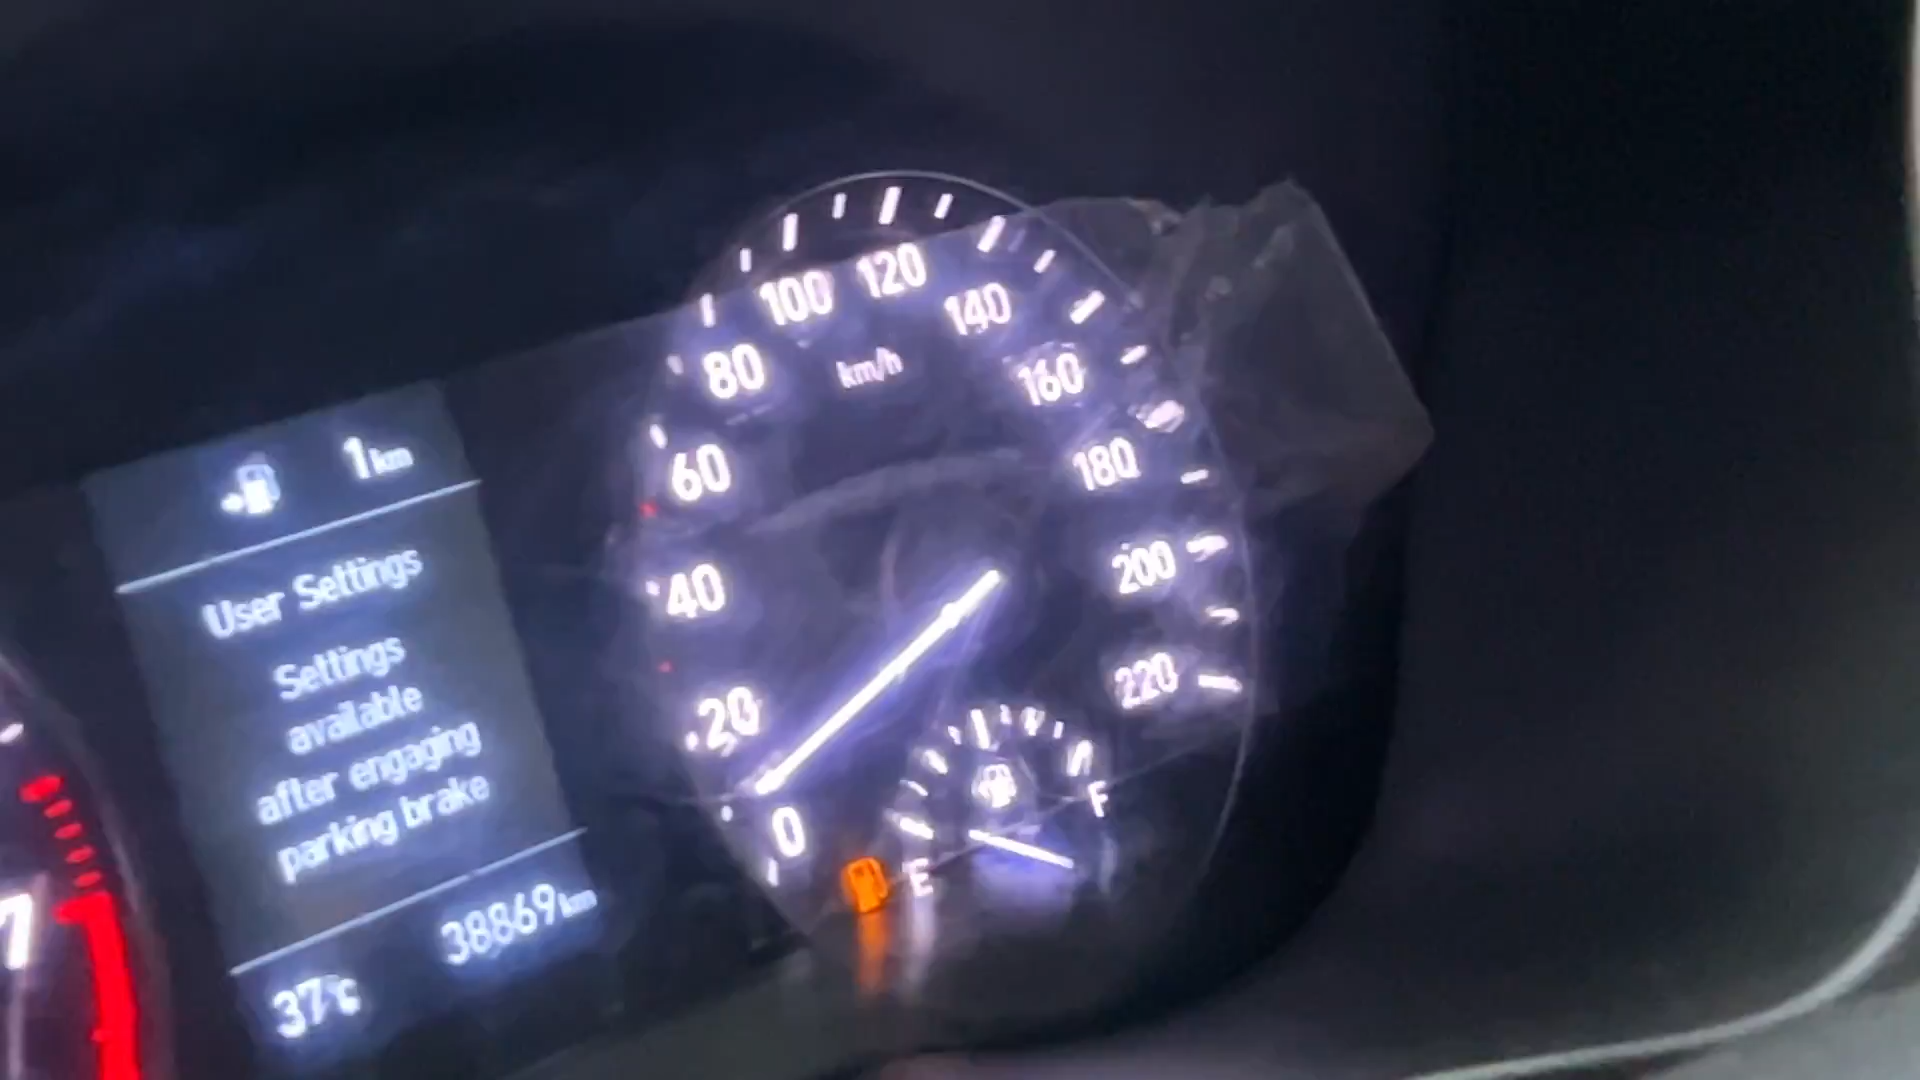 1km
User Settings
Settings
available
after engaging
parking brake
38869km
37°C
0
20
40
60
80
100
120
140
160
180
200
220
km/h
E
F
7